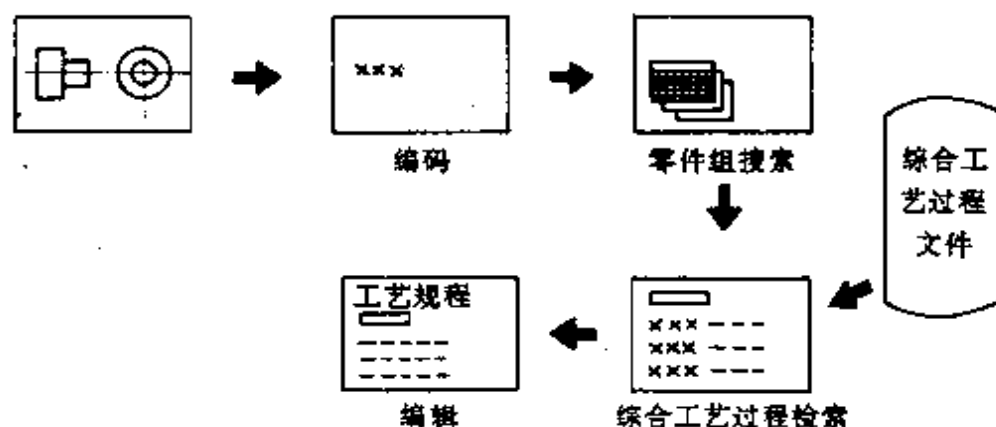 ×××
编码
零件组搜索
综合工
艺过程
文件
工艺规程
编辑
×××
×××
×××
综合工艺过程检索